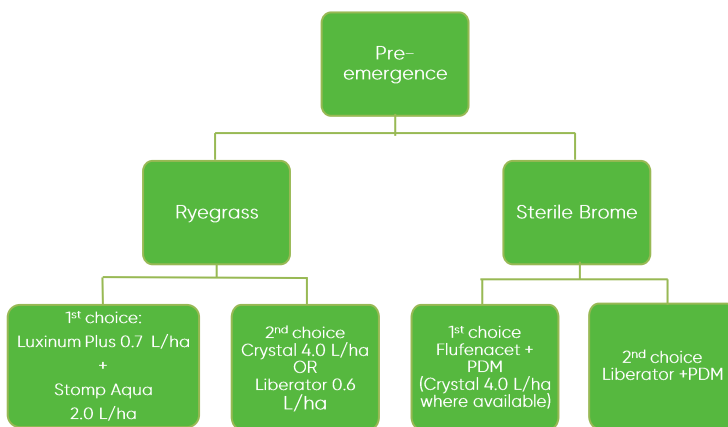 Pre-
emergence
Ryegrass
Sterile Brome
1st choice:
Luxinum Plus 0.7 L/ha
+
Stomp Aqua
2.0 L/ha
2nd choice
Crystal 4.0 L/ha
OR
Liberator 0.6
L/ha
1st choice
Flufenacet +
PDM
(Crystal 4.0 L/ha
where available)
2nd choice
Liberator +PDM